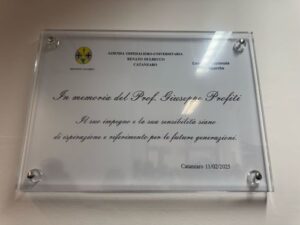 AZIENDA OSPEDALIERO-UNIVERSITARIA
RENATO DULBECCO
CATANZARO
In memoria del Prof. Giuseppe Profiti
Il suo impegno e la sua sensibilità siano
di ispirazione e riferimento per le future generazioni.
Catanzaro 13/02/2025